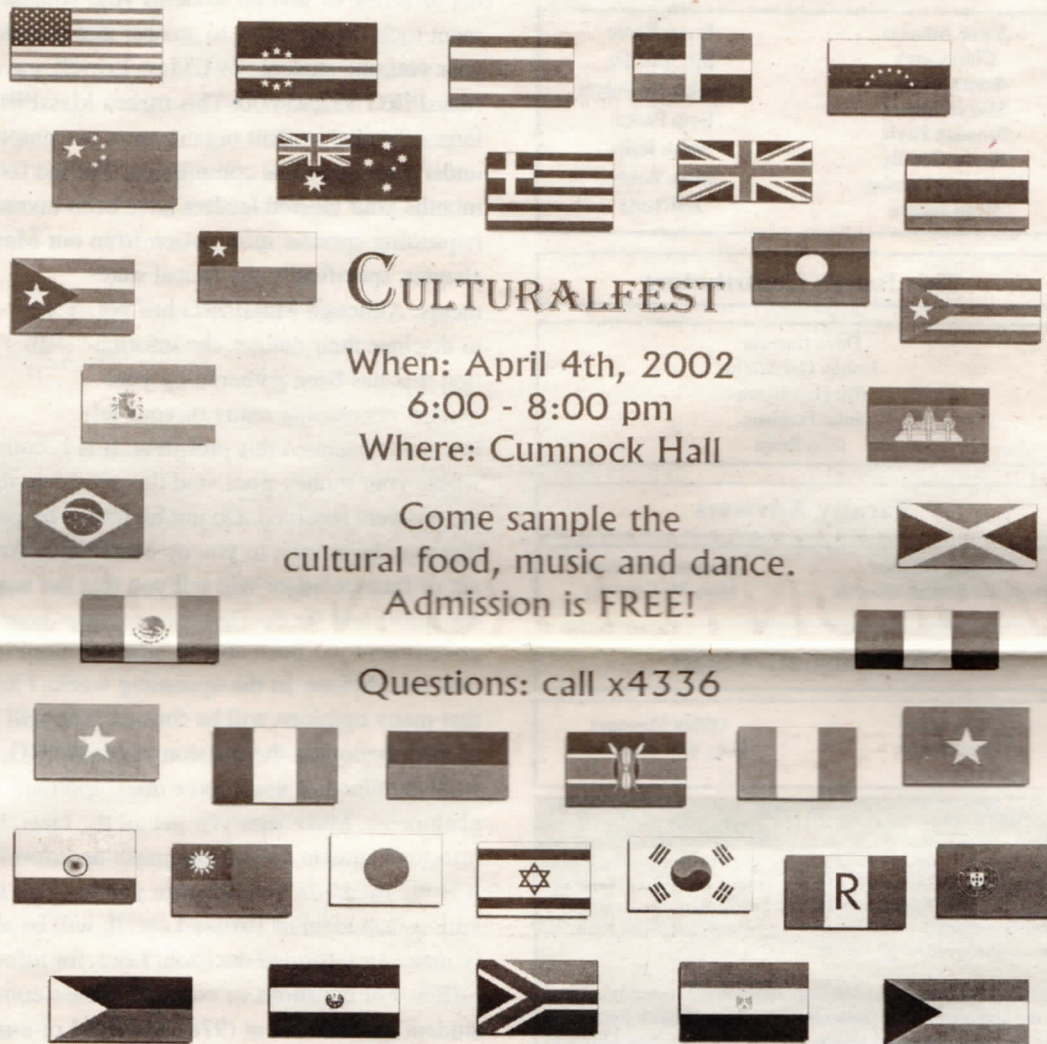 CULTURALFEST
When: April 4th, 2002
6:00 - 8:00 pm
Where: Cumnock Hall
Come sample the
cultural food, music and dance.
Admission is FREE!
Questions: call x4336
R